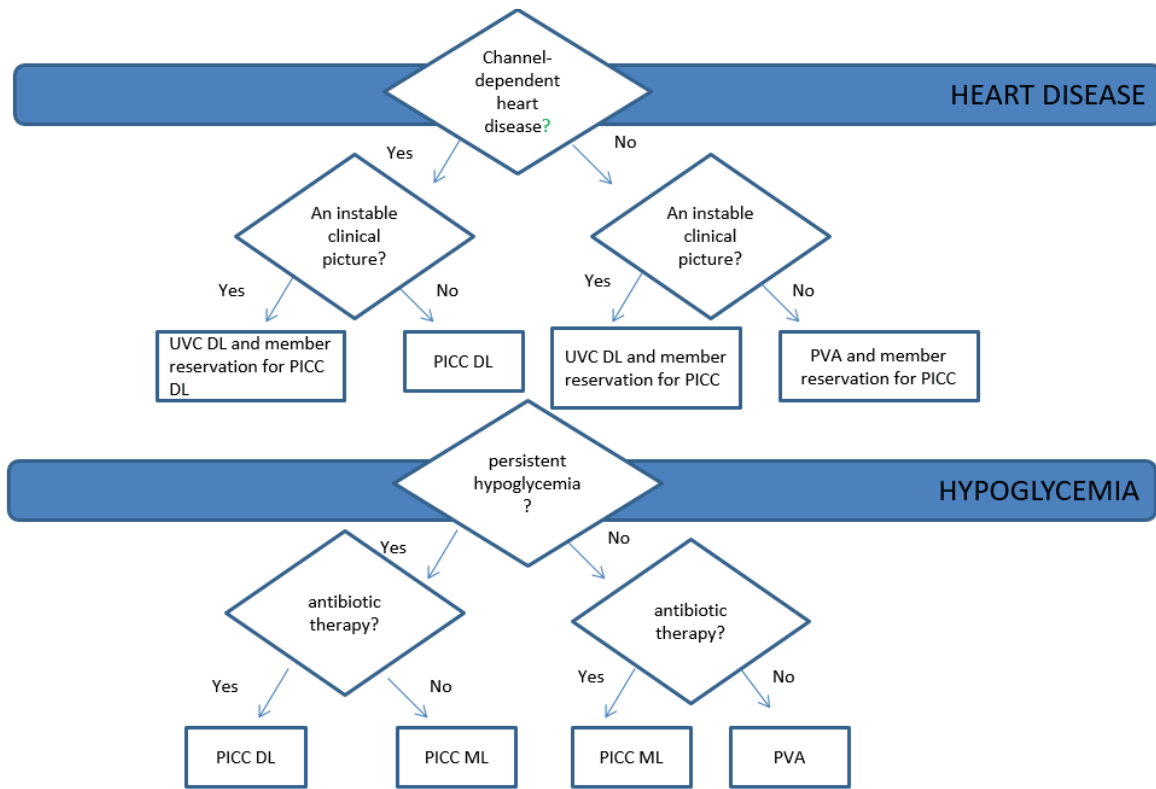 Channel-
dependent
heart
disease?
HEART DISEASE
Yes
No
An instable
clinical
picture?
An instable
clinical
picture?
Yes
No
Yes
No
UVC DL and member
reservation for PICC
DL
PICC DL
UVC DL and member
reservation for PICC
PVA and member
reservation for PICC
persistent
hypoglycemia
?
HYPOGLYCEMIA
Yes
No
antibiotic
therapy?
antibiotic
therapy?
Yes
No
Yes
No
PICC DL
PICC ML
PICC ML
PVA